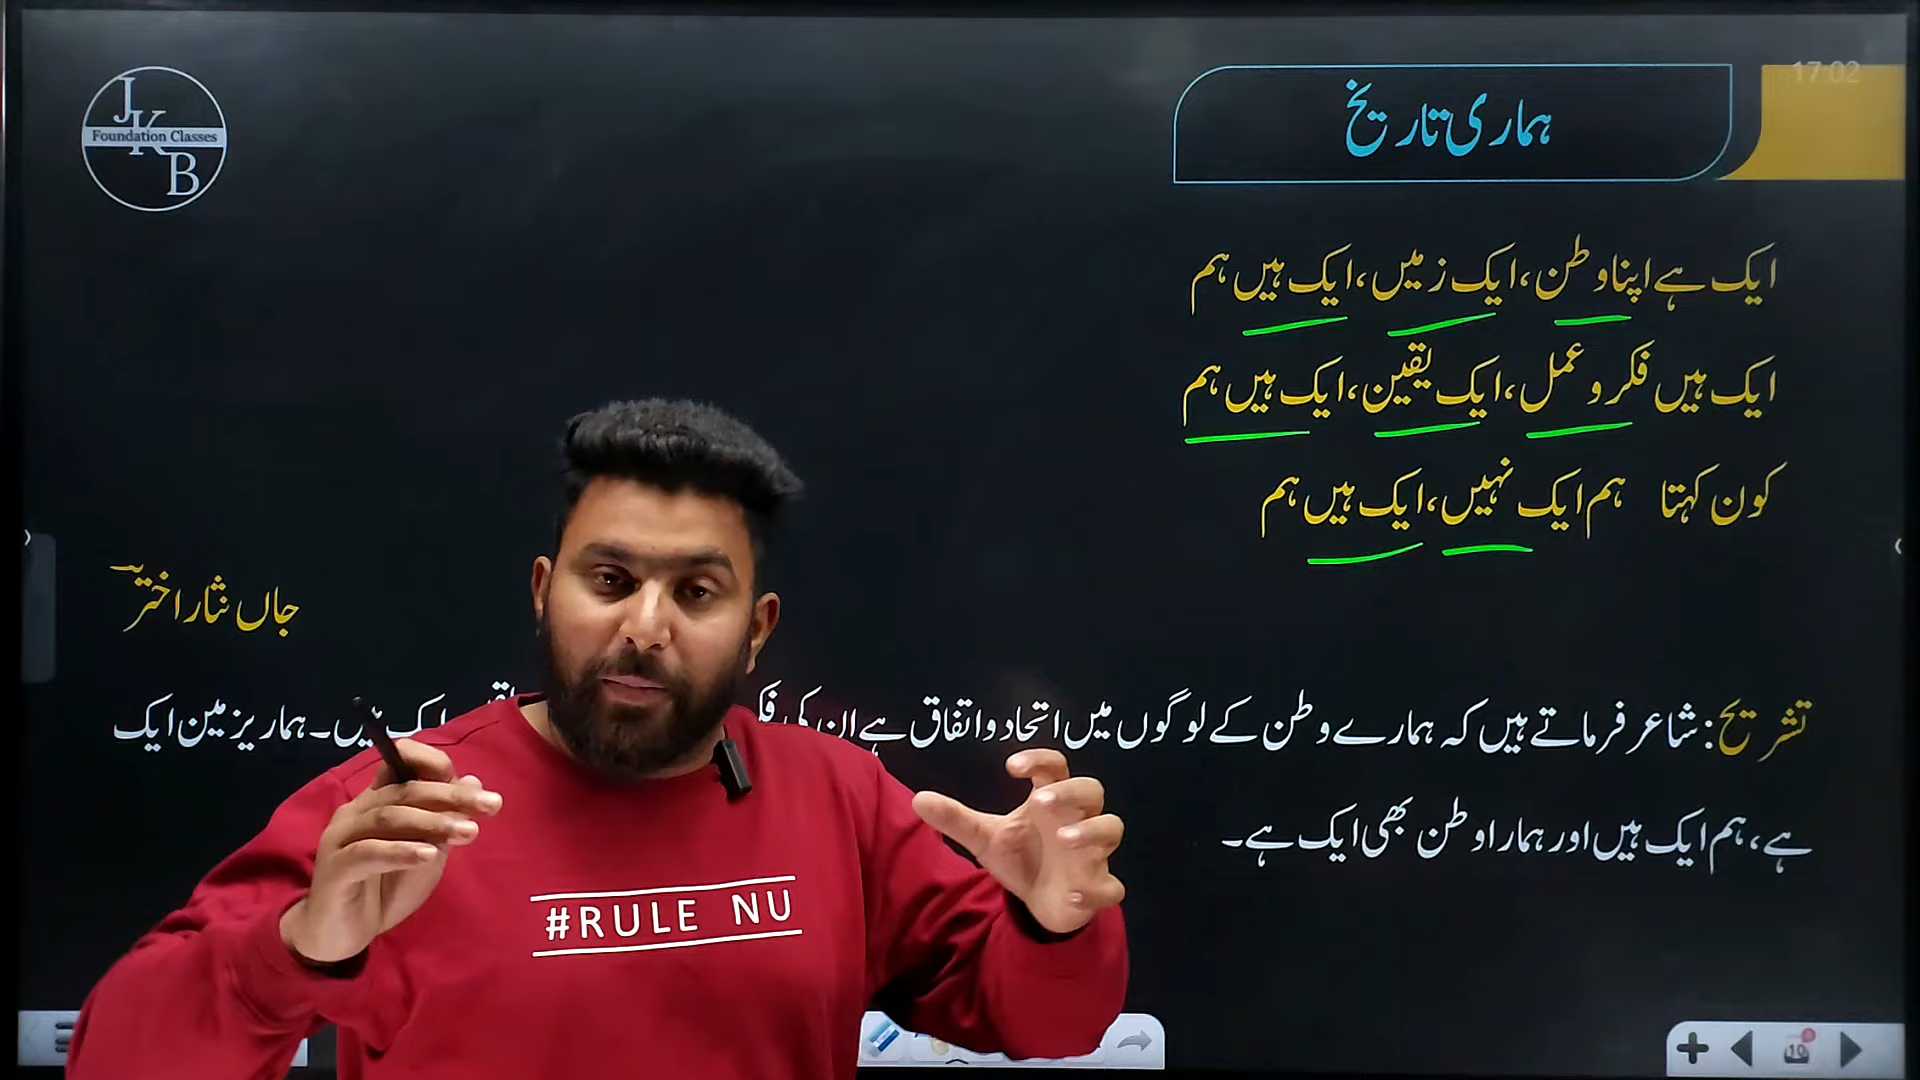 J
K
Foundation Classes
B
17:02
ہماری تاریخ
ایک ہے اپنا وطن، ایک زمیں، ایک ہیں ہم
ایک ہیں فکر و عمل، ایک یقین، ایک ہیں ہم
کون کہتا ہم ایک نہیں، ایک ہیں ہم
جاں نثار اختر
تشریح: شاعر فرماتے ہیں کہ ہمارے وطن کے لوگوں میں اتحاد و اتفاق ہے ان کی ایک ہیں۔ ہماریزمین ایک
ہے، ہم ایک ہیں اور ہمارا وطن بھی ایک ہے۔
#RULE NU
19